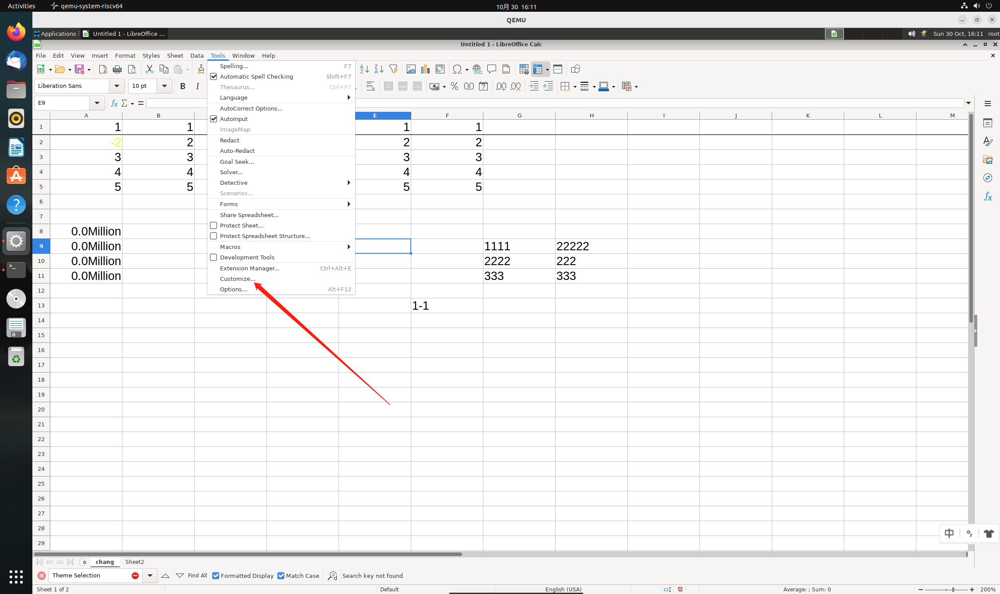 Activities qemu-system-riscv64 10月 30 16:11
QEMU
Applications Untitled 1 - LibreOffice ... Sun 30 Oct, 16:11 root
Untitled 1 - LibreOffice Calc
File Edit View Insert Format Styles Sheet Data Tools Window Help
Liberation Sans 10 pt B I
E9
Spelling... F7
Automatic Spell Checking Shift+F7
Thesaurus... Ctrl+F7
Language
AutoCorrect Options...
AutoInput
ImageMap
Redact
Auto-Redact
Goal Seek...
Solver...
Detective
Scenarios...
Forms
Share Spreadsheet...
Protect Sheet...
Protect Spreadsheet Structure...
Macros
Development Tools
Extension Manager... Ctrl+Alt+E
Customize...
Options... Alt+F12
A B E F G H I J K L M
1 1 1 1 1
2 -2 2 2 2
3 3 3 3 3
4 4 4 4 4
5 5 5 5 5
6
7
8 0.0Million
9 0.0Million 1111 22222
10 0.0Million 2222 222
11 0.0Million 333 333
12
13 1-1
14
15
16
17
18
19
20
21
22
23
24
25
26
27
28
29
中
chang Sheet2
Theme Selection Find All Formatted Display Match Case Search key not found
Sheet 1 of 2 Default English (USA) Average: ; Sum: 0 200%